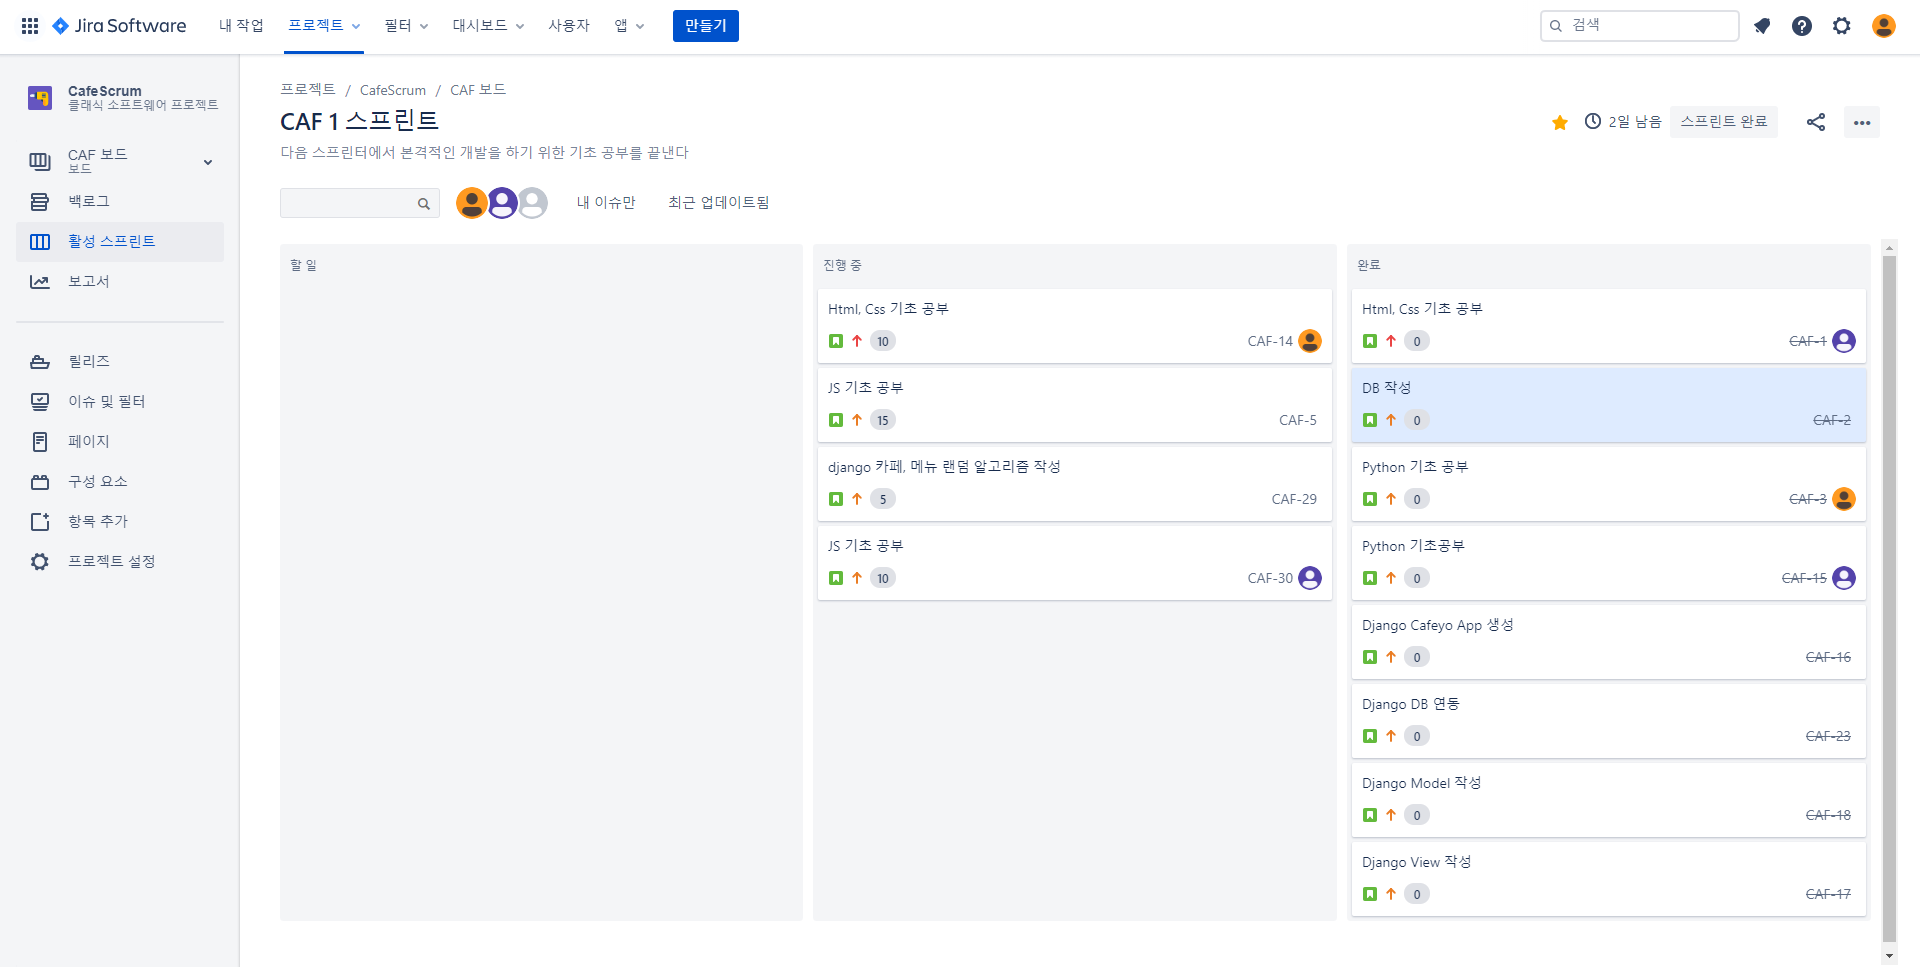 Jira Software 내 작업 프로젝트 필터 대시보드 사용자 앱 만들기 검색
CafeScrum
클래식 소프트웨어 프로젝트
CAF 보드
보드
백로그
활성 스프린트
보고서
릴리즈
이슈 및 필터
페이지
구성 요소
항목 추가
프로젝트 설정
프로젝트 / CafeScrum / CAF 보드
CAF 1 스프린트
2일 남음 스프린트 완료
다음 스프린터에서 본격적인 개발을 하기 위한 기초 공부를 끝낸다
내 이슈만 최근 업데이트됨
할 일
진행 중
Html, Css 기초 공부
10 CAF-14
JS 기초 공부
15 CAF-5
django 카페, 메뉴 랜덤 알고리즘 작성
5 CAF-29
JS 기초 공부
10 CAF-30
완료
Html, Css 기초 공부
0 CAF-1
DB 작성
0 CAF-2
Python 기초 공부
0 CAF-3
Python 기초공부
0 CAF-15
Django Cafeyo App 생성
0 CAF-16
Django DB 연동
0 CAF-23
Django Model 작성
0 CAF-18
Django View 작성
0 CAF-17